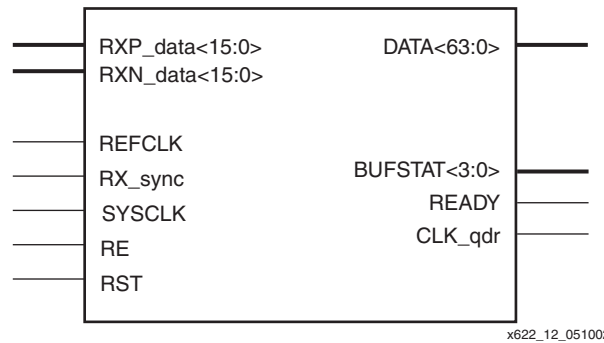 RXP_data<15:0>
RXN_data<15:0>
REFCLK
RX_sync
SYSCLK
RE
RST
DATA<63:0>
BUFSTAT<3:0>
READY
CLK_qdr
x622_12_051002